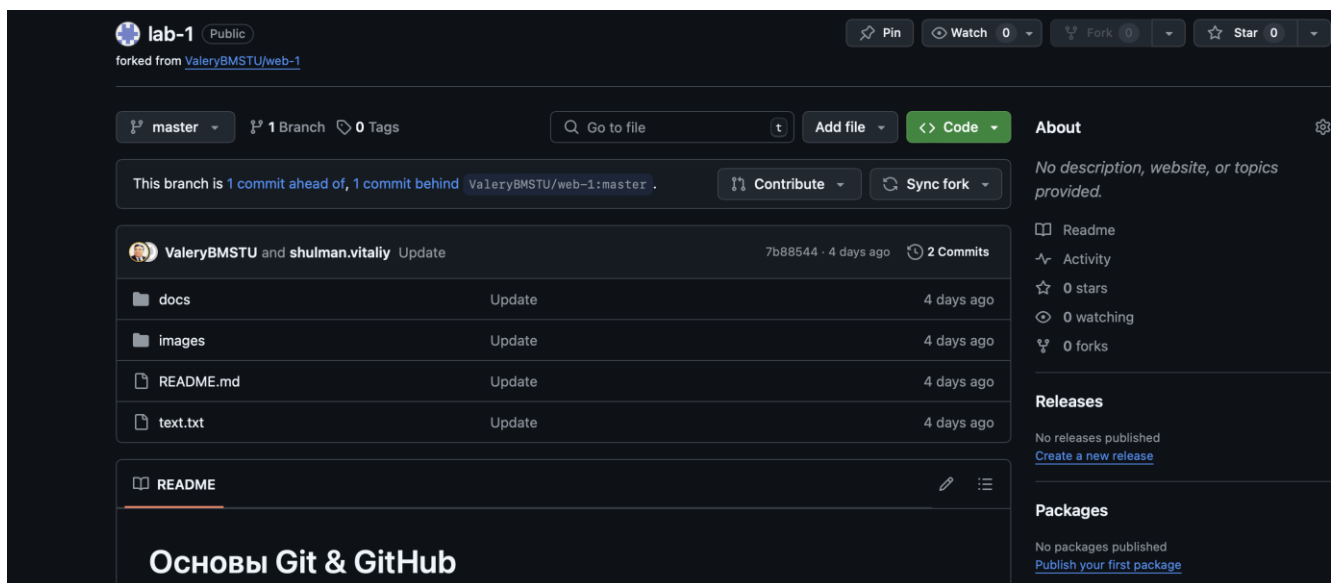 lab-1 Public Pin Watch 0 Fork 0 Star 0
forked from ValeryBMSTU/web-1
master 1 Branch 0 Tags Go to file t Add file Code
This branch is 1 commit ahead of, 1 commit behind ValeryBMSTU/web-1:master . Contribute Sync fork
ValeryBMSTU and shulman.vitaliy Update 7b88544 · 4 days ago 2 Commits
docs Update 4 days ago
images Update 4 days ago
README.md Update 4 days ago
text.txt Update 4 days ago
README
Основы Git & GitHub
About
No description, website, or topics
provided.
Readme
Activity
0 stars
0 watching
0 forks
Releases
No releases published
Create a new release
Packages
No packages published
Publish your first package